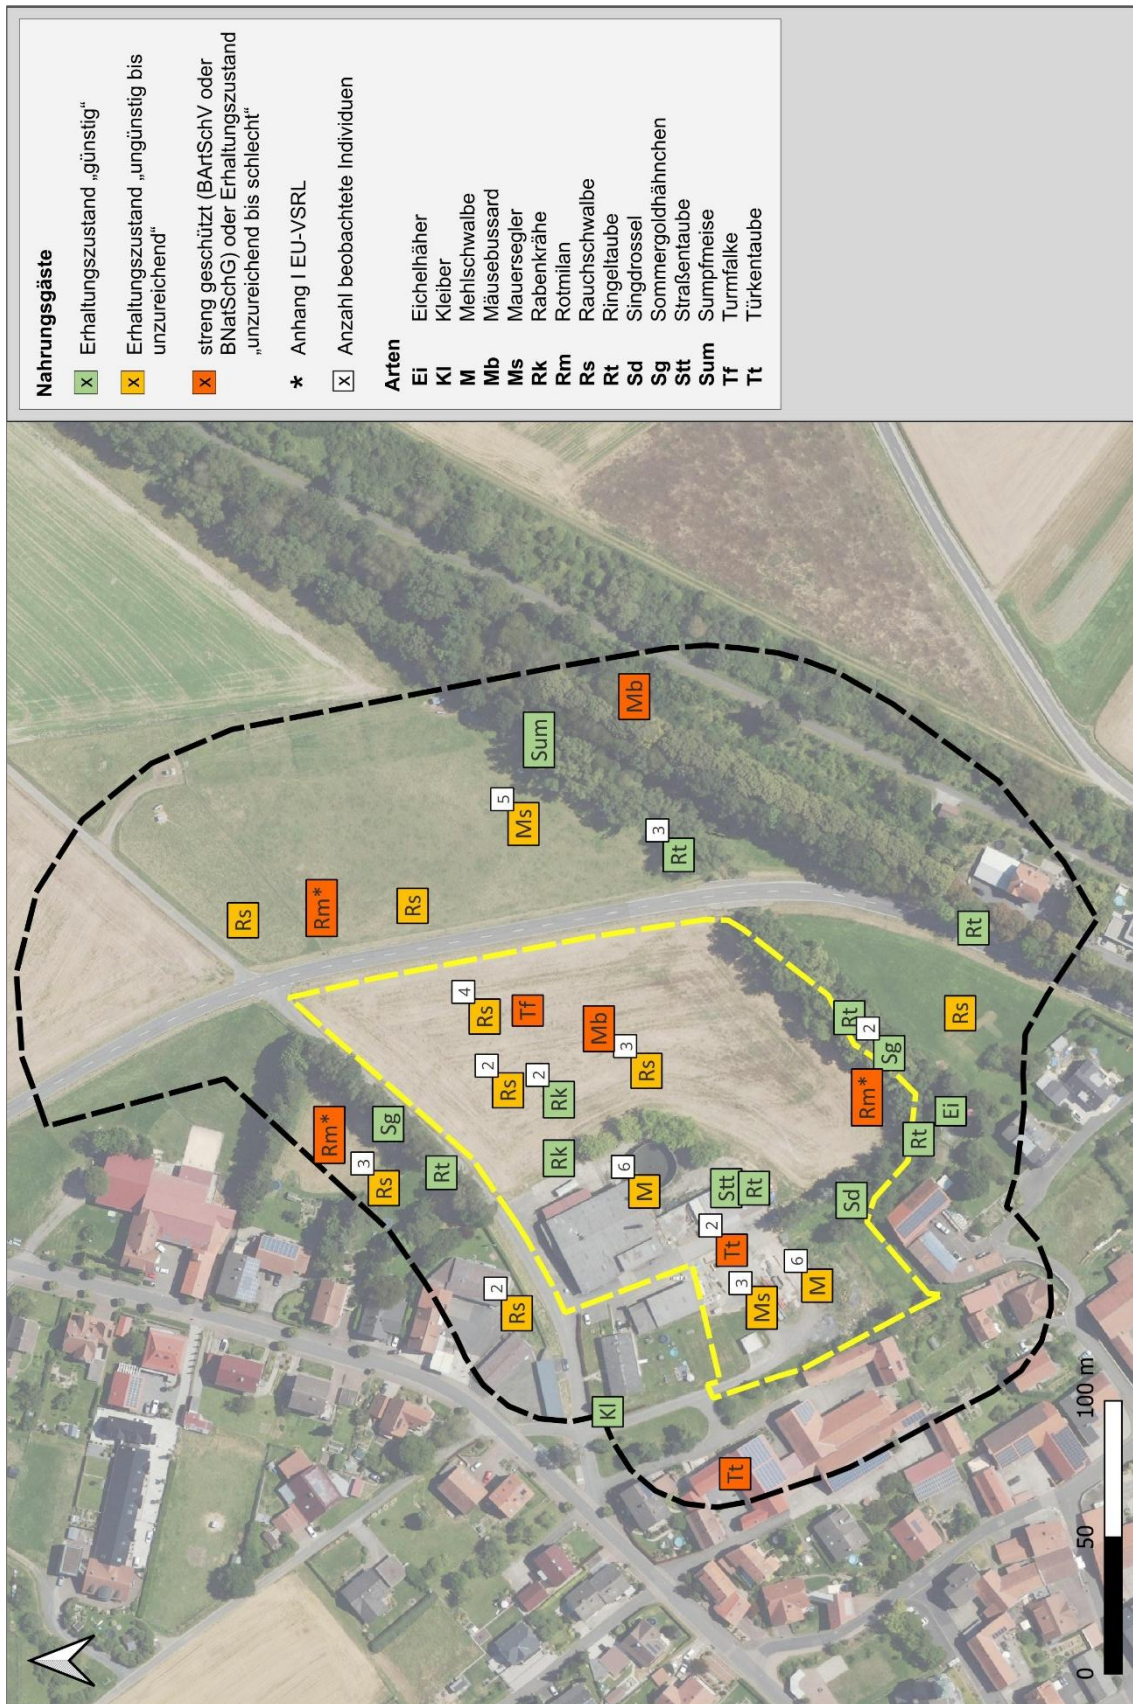 Rs
Rm*
Rm*
3
Rs
Sg
Rs
Rt
4
Rs
2
Rs
2
Rs
5
Ms
Tf
Sum
2
Rk
Rk
Mb
Kl
6
M
3
Rs
Mb
3
Rt
Stt
2
Tt
Tt
Rt
3
Ms
6
M
Rt
Sd
Rm*
2
Sg
Rt
Ei
Rs
Rt
0 50 100 m
Nahrungsgäste
x Erhaltungszustand „günstig“
x Erhaltungszustand „ungünstig bis
unzureichend“
x streng geschützt (BArtSchV oder
BNatSchG) oder Erhaltungszustand
„unzureichend bis schlecht“
* Anhang I EU-VSRL
x Anzahl beobachtete Individuen
Arten
Ei Eichelhäher
Kl Kleiber
M Mehlschwalbe
Mb Mäusebussard
Ms Mauersegler
Rk Rabenkrähe
Rm Rotmilan
Rs Rauchschwalbe
Rt Ringeltaube
Sd Singdrossel
Sg Sommergoldhähnchen
Stt Straßentaube
Sum Sumpfmeise
Tf Turmfalke
Tt Türkentaube